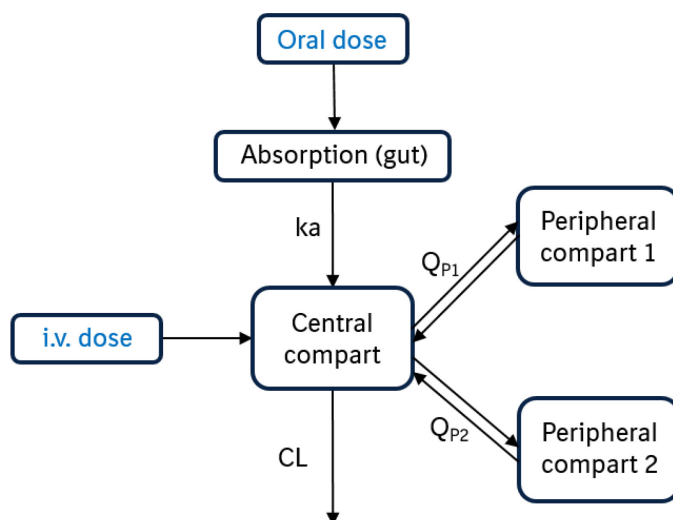 Oral dose
Absorption (gut)
ka
Peripheral
compart 1
QP1
Central
compart
i.v. dose
QP2
Peripheral
compart 2
CL